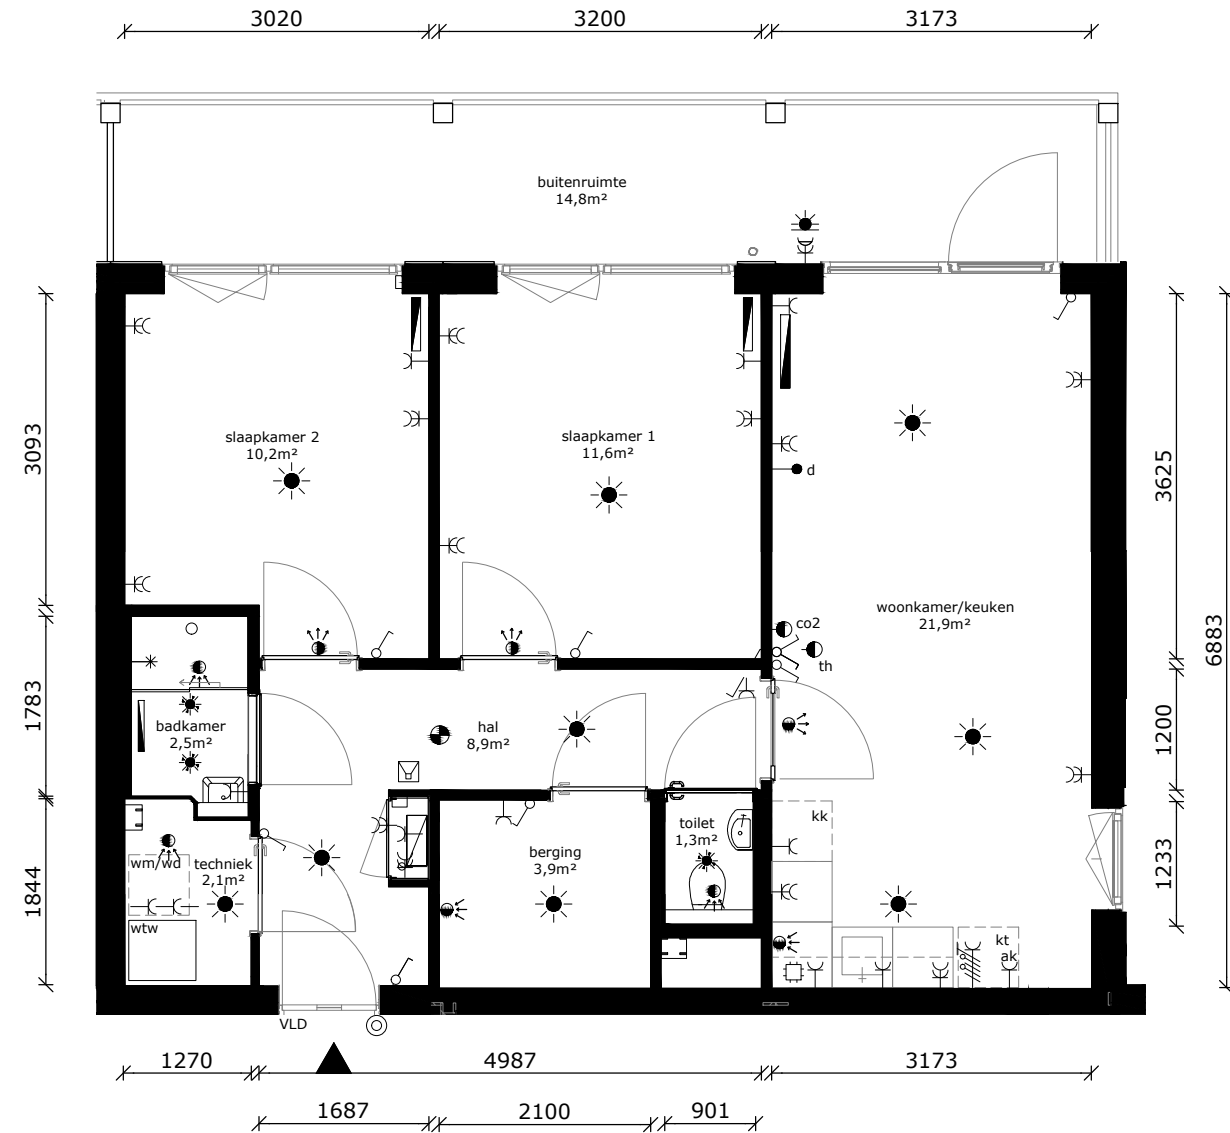 3020
3200
3173
buitenruimte
14,8m²
slaapkamer 2
10,2m²
slaapkamer 1
11,6m²
d
3093
3625
woonkamer/keuken
21,9m²
co2
th
6883
1783
badkamer
2,5m²
hal
8,9m²
1200
kk
toilet
1,3m²
berging
3,9m²
wm/wd
techniek
2,1m²
1844
1233
wtw
kt
ak
VLD
1270
4987
3173
1687
2100
901